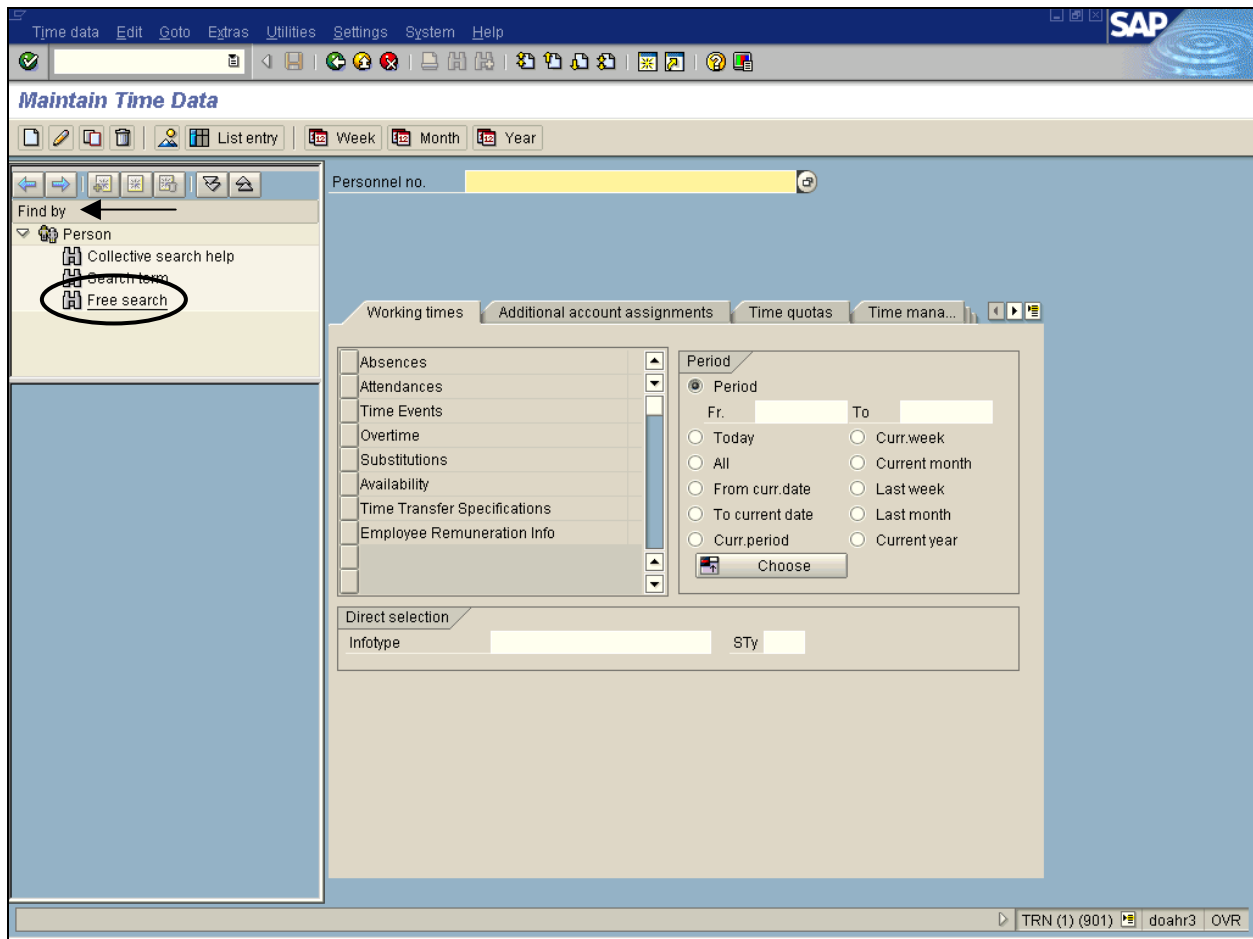 Time data Edit Goto Extras Utilities Settings System Help
SAP
Maintain Time Data
List entry Week Month Year
Personnel no.
Find by
Person
Collective search help
Search term
Free search
Working times Additional account assignments Time quotas Time mana...
Absences
Attendances
Time Events
Overtime
Substitutions
Availability
Time Transfer Specifications
Employee Remuneration Info
Period
Period
Fr. To
Today Curr.week
All Current month
From curr.date Last week
To current date Last month
Curr.period Current year
Choose
Direct selection
Infotype STy
TRN (1) (901) doahr3 OVR